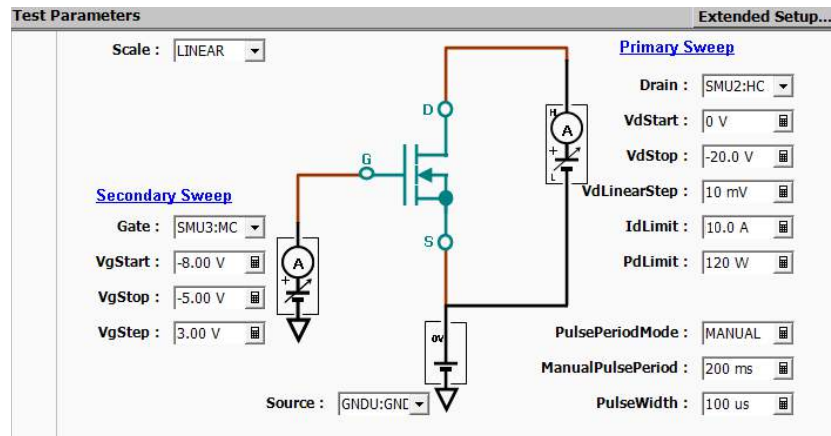 Test Parameters
Extended Setup...
Scale : LINEAR
Primary Sweep
Drain : SMU2:HC
VdStart : 0 V
VdStop : -20.0 V
VdLinearStep : 10 mV
IdLimit : 10.0 A
PdLimit : 120 W
D
HI
A
+
L
G
S
Secondary Sweep
Gate : SMU3:MC
VgStart : -8.00 V
VgStop : -5.00 V
VgStep : 3.00 V
A
+
0V
PulsePeriodMode : MANUAL
ManualPulsePeriod : 200 ms
PulseWidth : 100 us
Source : GNDU:GND